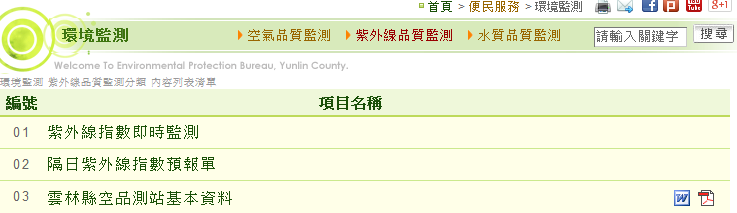 首頁 > 便民服務 > 環境監測
環境監測 空氣品質監測 紫外線品質監測 水質品質監測 請輸入關鍵字 搜尋
Welcome To Environmental Protection Bureau, Yunlin County.
環境監測 紫外線品質監測分類 內容列表清單
編號 項目名稱
01 紫外線指數即時監測
02 隔日紫外線指數預報單
03 雲林縣空品測站基本資料